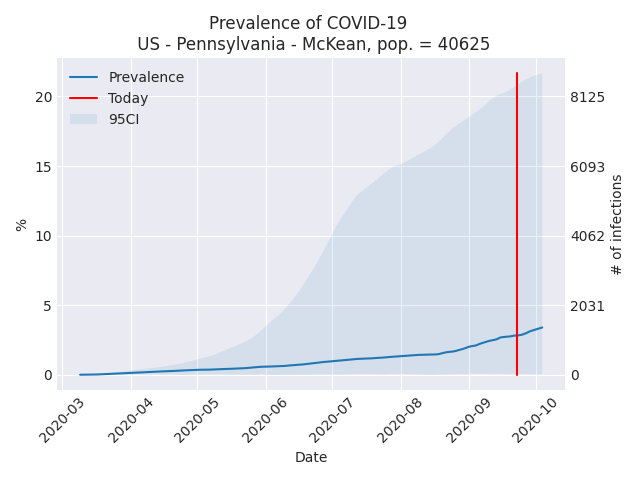 Prevalence of COVID-19
US - Pennsylvania - McKean, pop. = 40625
Prevalence
Today
95CI
%
20
15
10
5
0
8125
6093
4062
2031
0
# of infections
2020-03
2020-04
2020-05
2020-06
2020-07
2020-08
2020-09
2020-10
Date